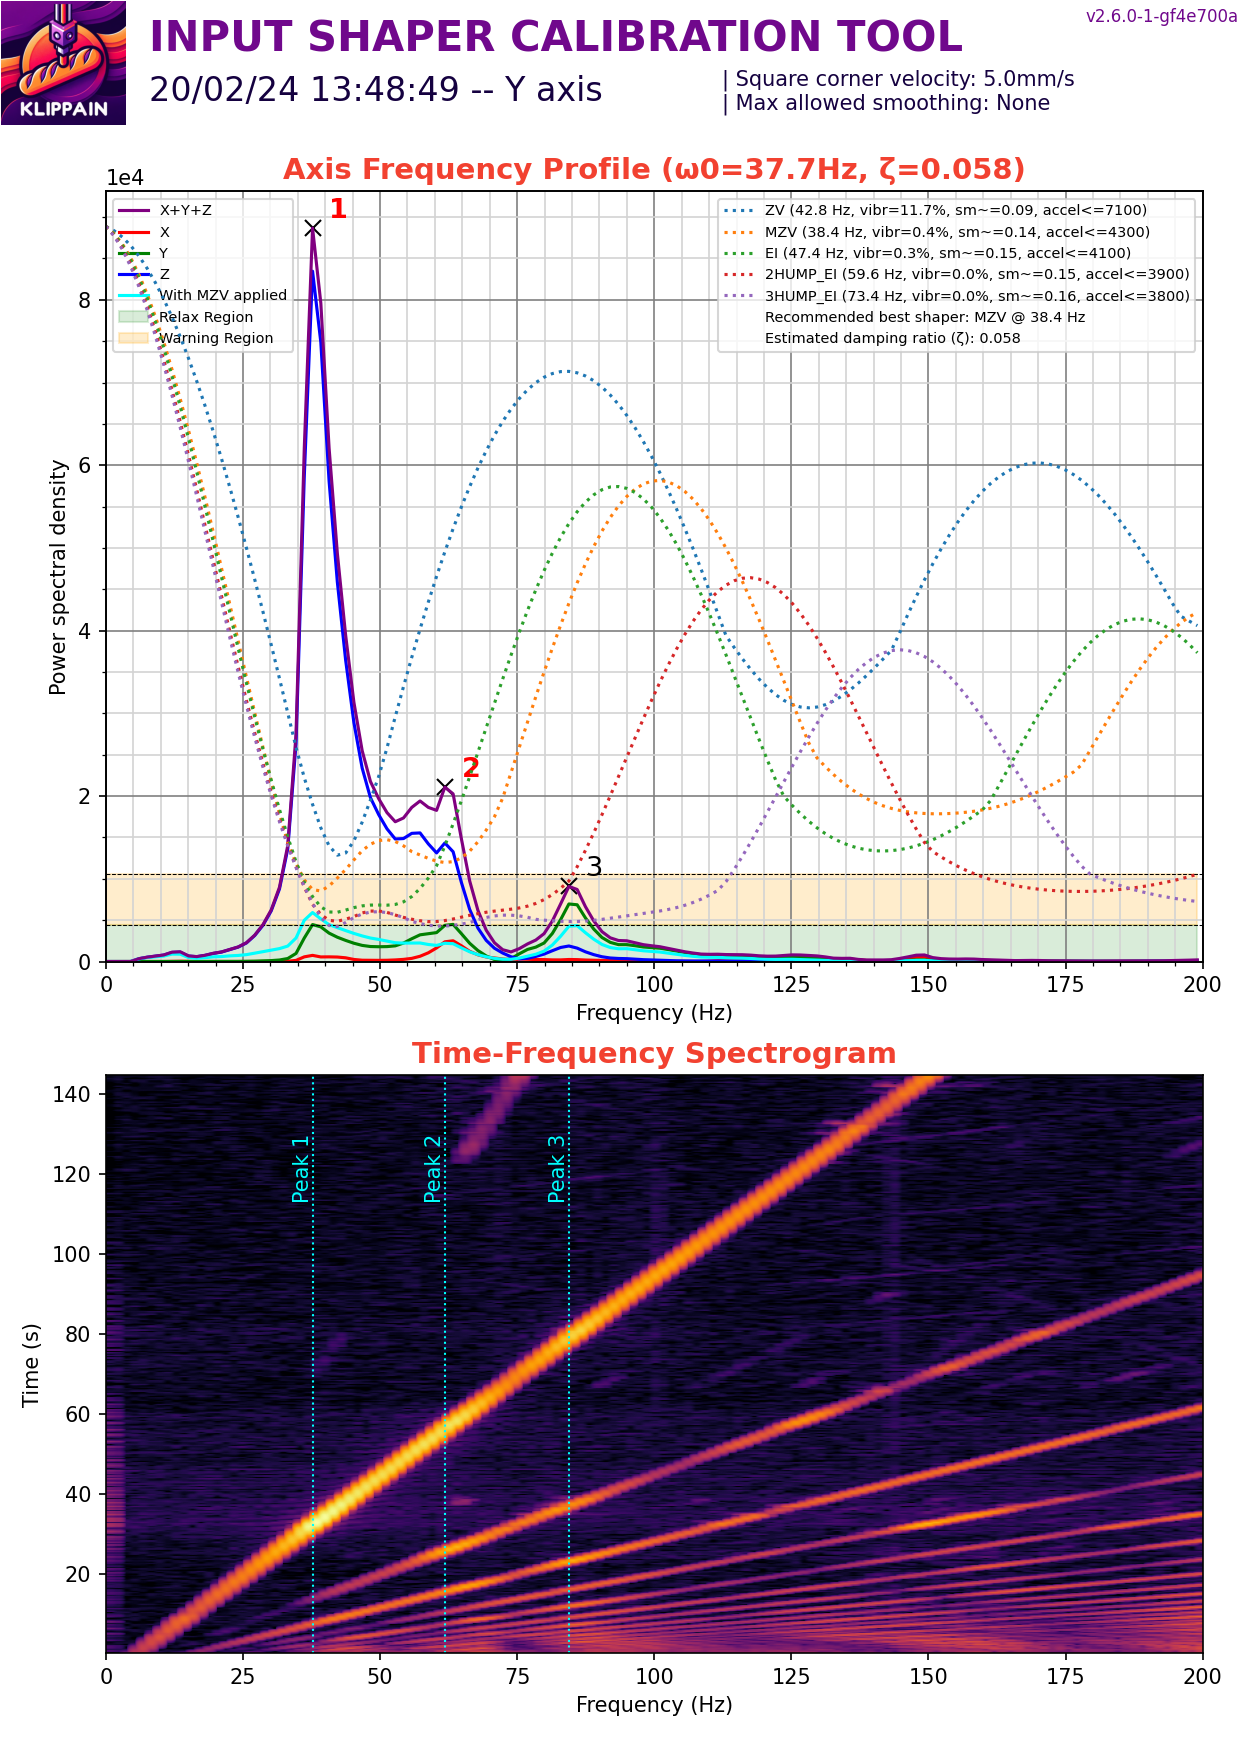 v2.6.0-1-gf4e700a
INPUT SHAPER CALIBRATION TOOL
20/02/24 13:48:49 -- Y axis
| Square corner velocity: 5.0mm/s
| Max allowed smoothing: None
KLIPPAIN
Axis Frequency Profile (ω0=37.7Hz, ζ=0.058)
1e4
X+Y+Z
X
Y
Z
With MZV applied
Relax Region
Warning Region
ZV (42.8 Hz, vibr=11.7%, sm~=0.09, accel<=7100)
MZV (38.4 Hz, vibr=0.4%, sm~=0.14, accel<=4300)
EI (47.4 Hz, vibr=0.3%, sm~=0.15, accel<=4100)
2HUMP_EI (59.6 Hz, vibr=0.0%, sm~=0.15, accel<=3900)
3HUMP_EI (73.4 Hz, vibr=0.0%, sm~=0.16, accel<=3800)
Recommended best shaper: MZV @ 38.4 Hz
Estimated damping ratio (ζ): 0.058
1
2
3
Power spectral density
8
6
4
2
0
0 25 50 75 100 125 150 175 200
Frequency (Hz)
Time-Frequency Spectrogram
Peak 1
Peak 2
Peak 3
Time (s)
140
120
100
80
60
40
20
0 25 50 75 100 125 150 175 200
Frequency (Hz)